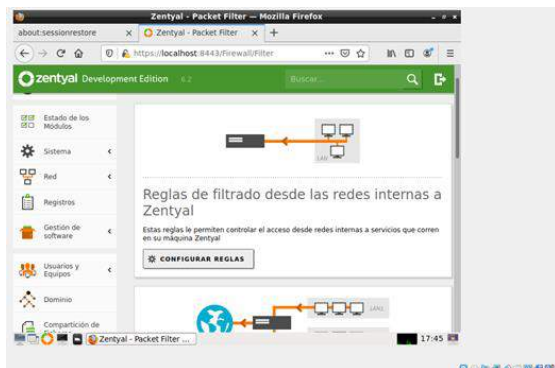 Zentyal - Packet Filter — Mozilla Firefox
about:sessionrestore
Zentyal - Packet Filter
https://localhost:8443/Firewall/Filter
zentyal Development Edition 6.2
Buscar...
Estado de los Módulos
Sistema
Red
Registros
Gestión de software
Usuarios y Equipos
Dominio
Compartición de
LAN
Reglas de filtrado desde las redes internas a
Zentyal
Estas reglas le permiten controlar el acceso desde redes internas a servicios que corren
en su máquina Zentyal
CONFIGURAR REGLAS
LAN1
Zentyal - Packet Filter ...
17:45